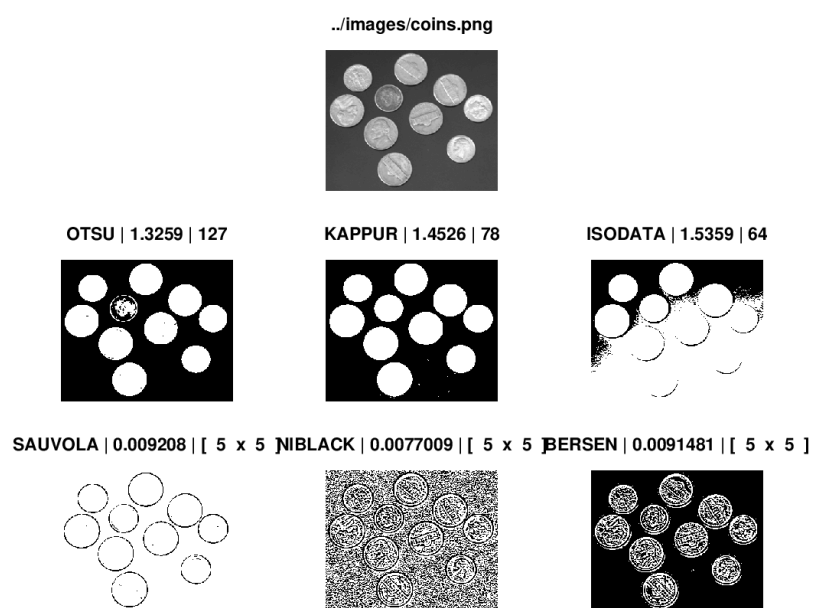 ../images/coins.png
OTSU | 1.3259 | 127
KAPPUR | 1.4526 | 78
ISODATA | 1.5359 | 64
SAUVOLA | 0.009208 | [ 5 x 5 ]
NIBLACK | 0.0077009 | [ 5 x 5 ]
BERSEN | 0.0091481 | [ 5 x 5 ]